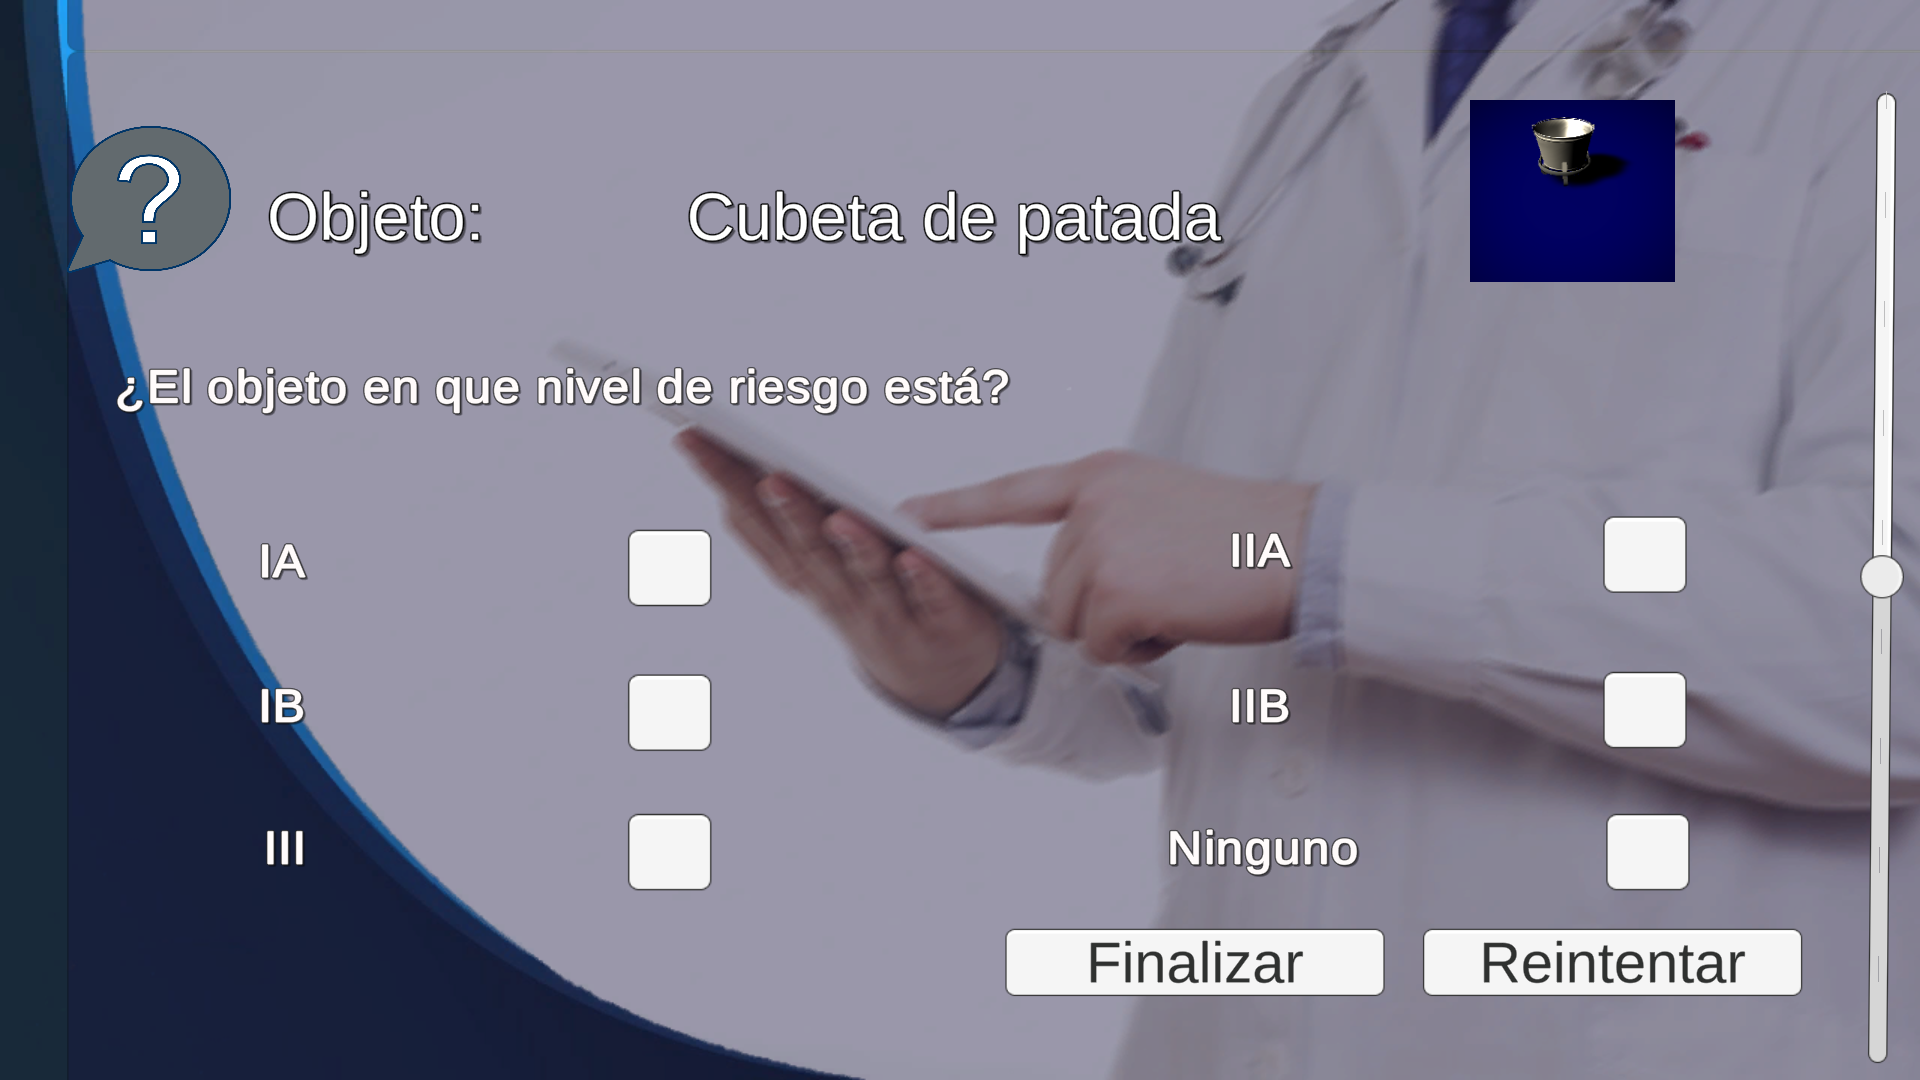 ?
Objeto:
Cubeta de patada
¿El objeto en que nivel de riesgo está?
IA
IIA
IB
IIB
III
Ninguno
Finalizar
Reintentar